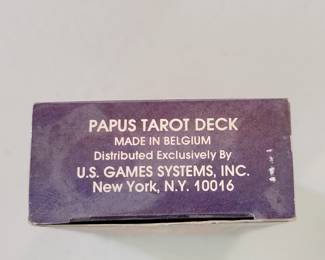 PAPUS TAROT DECK
MADE IN BELGIUM
Distributed Exclusively By
U.S. GAMES SYSTEMS, INC.
New York, N.Y. 10016